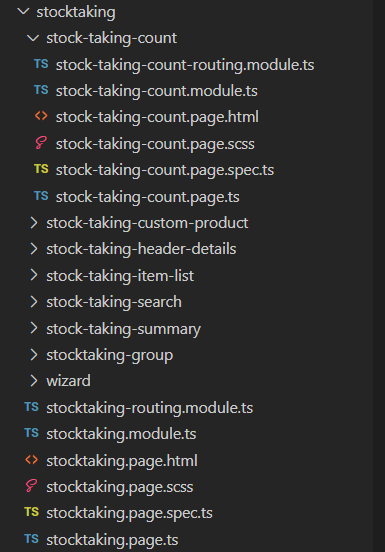 stocktaking
stock-taking-count
TS stock-taking-count-routing.module.ts
TS stock-taking-count.module.ts
<> stock-taking-count.page.html
stock-taking-count.page.scss
TS stock-taking-count.page.spec.ts
TS stock-taking-count.page.ts
stock-taking-custom-product
stock-taking-header-details
stock-taking-item-list
stock-taking-search
stock-taking-summary
stocktaking-group
wizard
TS stocktaking-routing.module.ts
TS stocktaking.module.ts
<> stocktaking.page.html
stocktaking.page.scss
TS stocktaking.page.spec.ts
TS stocktaking.page.ts